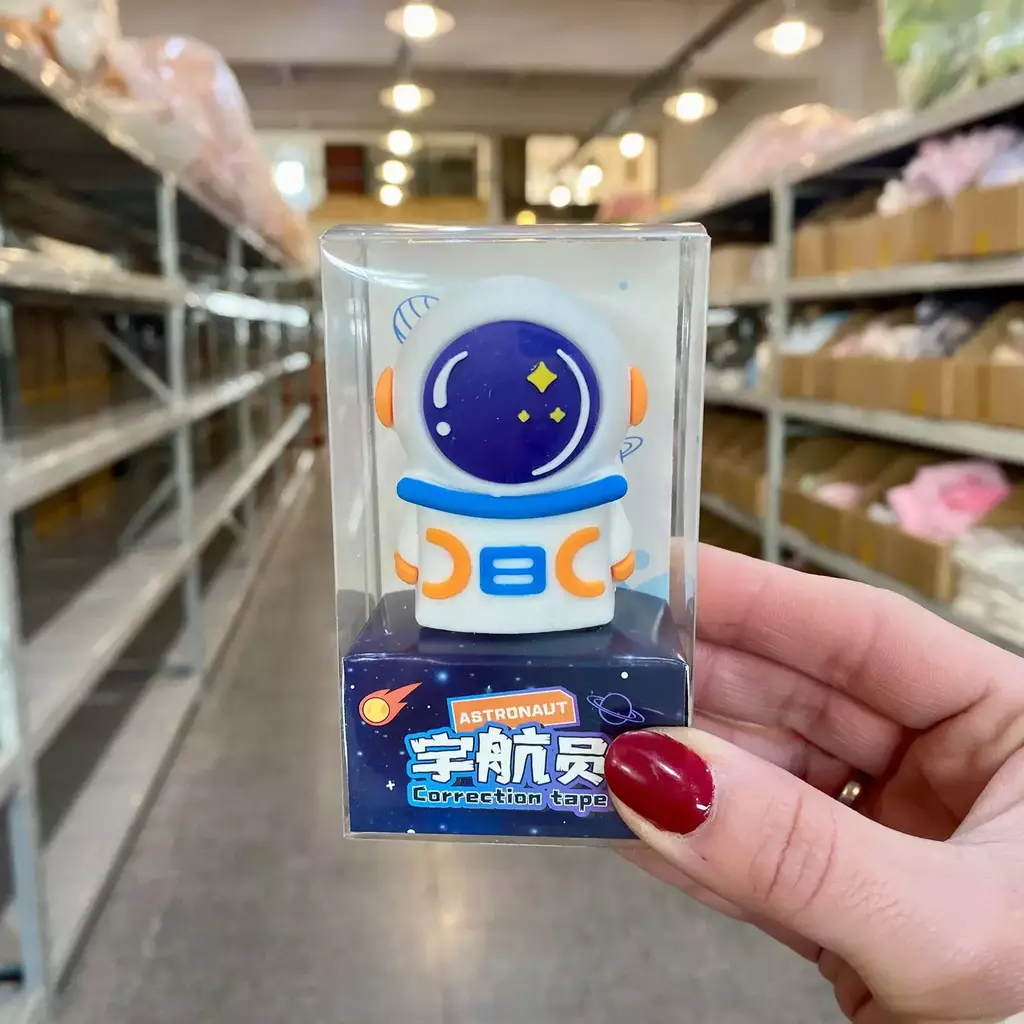 ASTRONAUT
宇航员
Correction tape